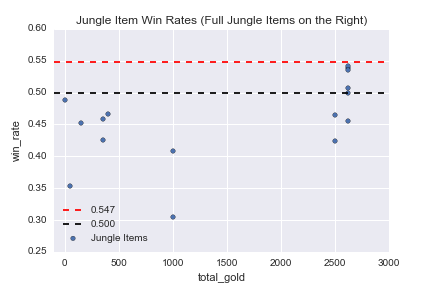 Jungle Item Win Rates (Full Jungle Items on the Right)
0.60
0.55
0.50
0.45
0.40
0.35
0.30
0.25
win_rate
0.547
0.500
Jungle Items
0 500 1000 1500 2000 2500 3000
total_gold